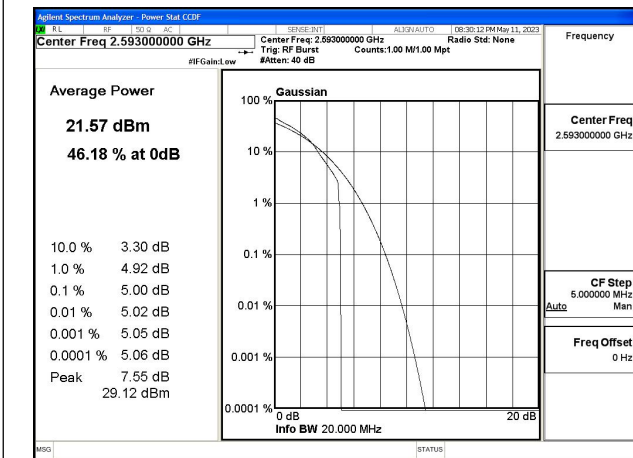 Agilent Spectrum Analyzer - Power Stat CCDF
RL RF 50 Ω AC SENSE:INT ALIGN AUTO 08:30:12 PM May 11, 2023
Center Freq 2.593000000 GHz
Center Freq: 2.593000000 GHz Radio Std: None
Trig: RF Burst Counts:1.00 M/1.00 Mpt
#IFGain:Low #Atten: 40 dB
Frequency
Average Power
21.57 dBm
46.18 % at 0dB
10.0 % 3.30 dB
1.0 % 4.92 dB
0.1 % 5.00 dB
0.01 % 5.02 dB
0.001 % 5.05 dB
0.0001 % 5.06 dB
Peak 7.55 dB
29.12 dBm
Gaussian
100 %
10 %
1 %
0.1 %
0.01 %
0.001 %
0.0001 %
0 dB 20 dB
Info BW 20.000 MHz
Center Freq
2.593000000 GHz
CF Step
5.000000 MHz
Auto Man
Freq Offset
0 Hz
MSG STATUS